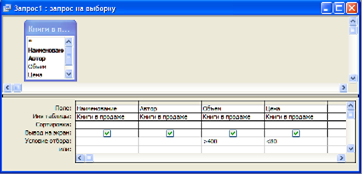 Запрос1 : запрос на выборку
Книги в п...
*
Наименовани
Автор
Объем
Цена
Поле: Наименование Автор Объем Цена
Имя таблицы: Книги в продаже Книги в продаже Книги в продаже Книги в продаже
Сортировка:
Вывод на экран:
Условие отбора: >400 <80
или: